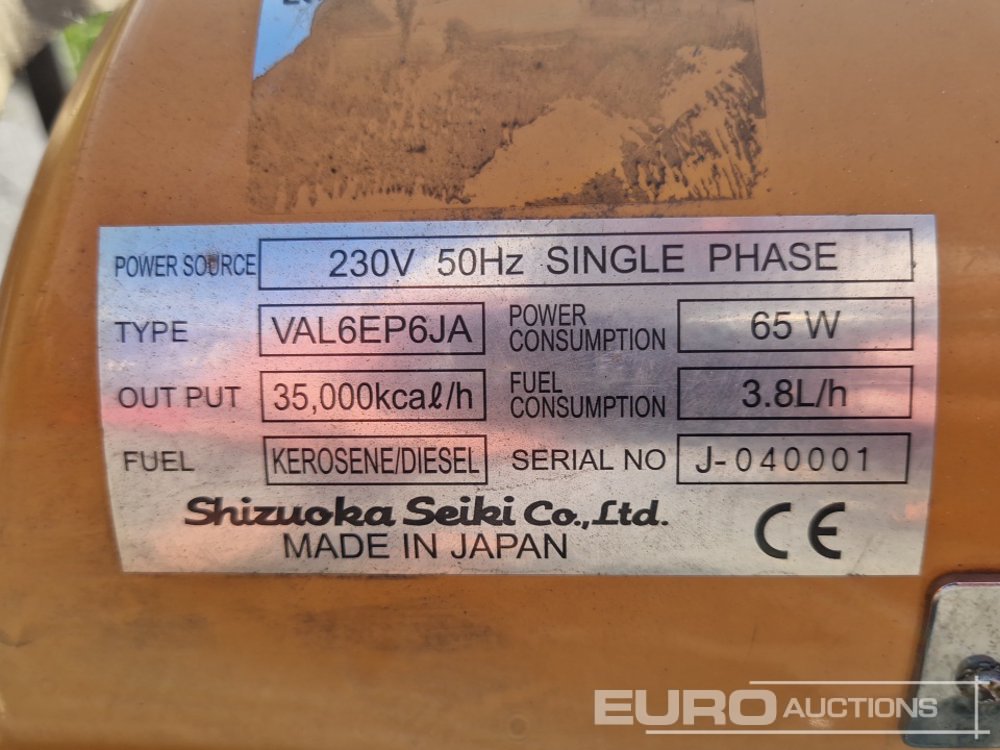 POWER SOURCE 230V 50Hz SINGLE PHASE
TYPE VAL6EP6JA POWER CONSUMPTION 65 W
OUT PUT 35,000kcaℓ/h FUEL CONSUMPTION 3.8L/h
FUEL KEROSENE/DIESEL SERIAL NO J-040001
Shizuoka Seiki Co.,Ltd.
MADE IN JAPAN CE
EURO AUCTIONS